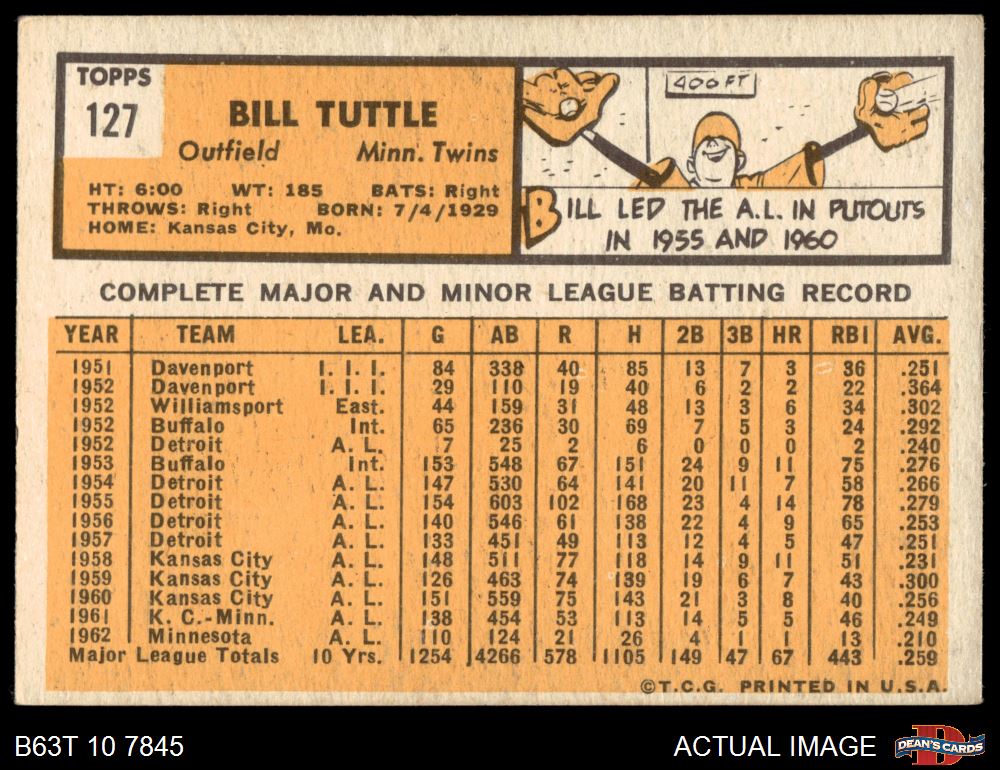 TOPPS
127
BILL TUTTLE
Outfield Minn. Twins
HT: 6:00 WT: 185 BATS: Right
THROWS: Right BORN: 7/4/1929
HOME: Kansas City, Mo.
400 FT
BILL LED THE A.L. IN PUTOUTS
IN 1955 AND 1960
COMPLETE MAJOR AND MINOR LEAGUE BATTING RECORD
YEAR TEAM LEA. G AB R H 2B 3B HR RBI AVG.
1951 Davenport I. I. I. 84 338 40 85 13 7 3 36 .251
1952 Davenport I. I. I. 29 110 19 40 6 2 2 22 .364
1952 Williamsport East. 44 159 31 48 13 3 6 34 .302
1952 Buffalo Int. 65 236 30 69 7 5 3 24 .292
1952 Detroit A. L. 7 25 2 6 0 0 0 2 .240
1953 Buffalo Int. 153 548 67 151 24 9 11 75 .276
1954 Detroit A. L. 147 530 64 141 20 11 7 58 .266
1955 Detroit A. L. 154 603 102 168 23 4 14 78 .279
1956 Detroit A. L. 140 546 61 138 22 4 9 65 .253
1957 Detroit A. L. 133 451 49 113 12 4 5 47 .251
1958 Kansas City A. L. 148 511 77 118 14 9 11 51 .231
1959 Kansas City A. L. 126 463 74 139 19 6 7 43 .300
1960 Kansas City A. L. 151 559 75 143 21 3 8 40 .256
1961 K. C.-Minn. A. L. 138 454 53 113 14 5 5 46 .249
1962 Minnesota A. L. 110 124 21 26 4 1 1 13 .210
Major League Totals 10 Yrs. 1254 4266 578 1105 149 47 67 443 .259
©T.C.G. PRINTED IN U.S.A.
B63T 10 7845 ACTUAL IMAGE DEAN'S CARDS